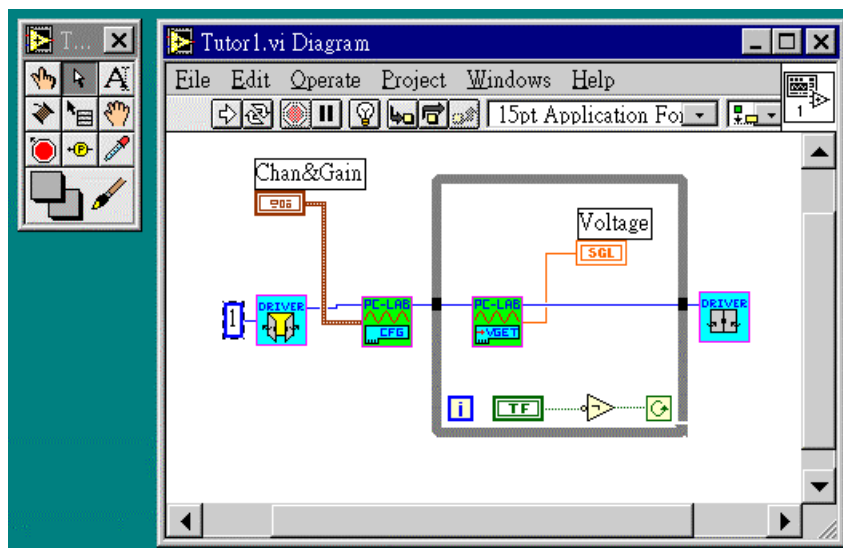 T...
Tutor1.vi Diagram
File Edit Operate Project Windows Help
A
15pt Application Fo
1
P
Chan&Gain
Voltage
SGL
DRIVER
PC-LAB
PC-LAB
DRIVER
1
CFG
VGET
i
TF